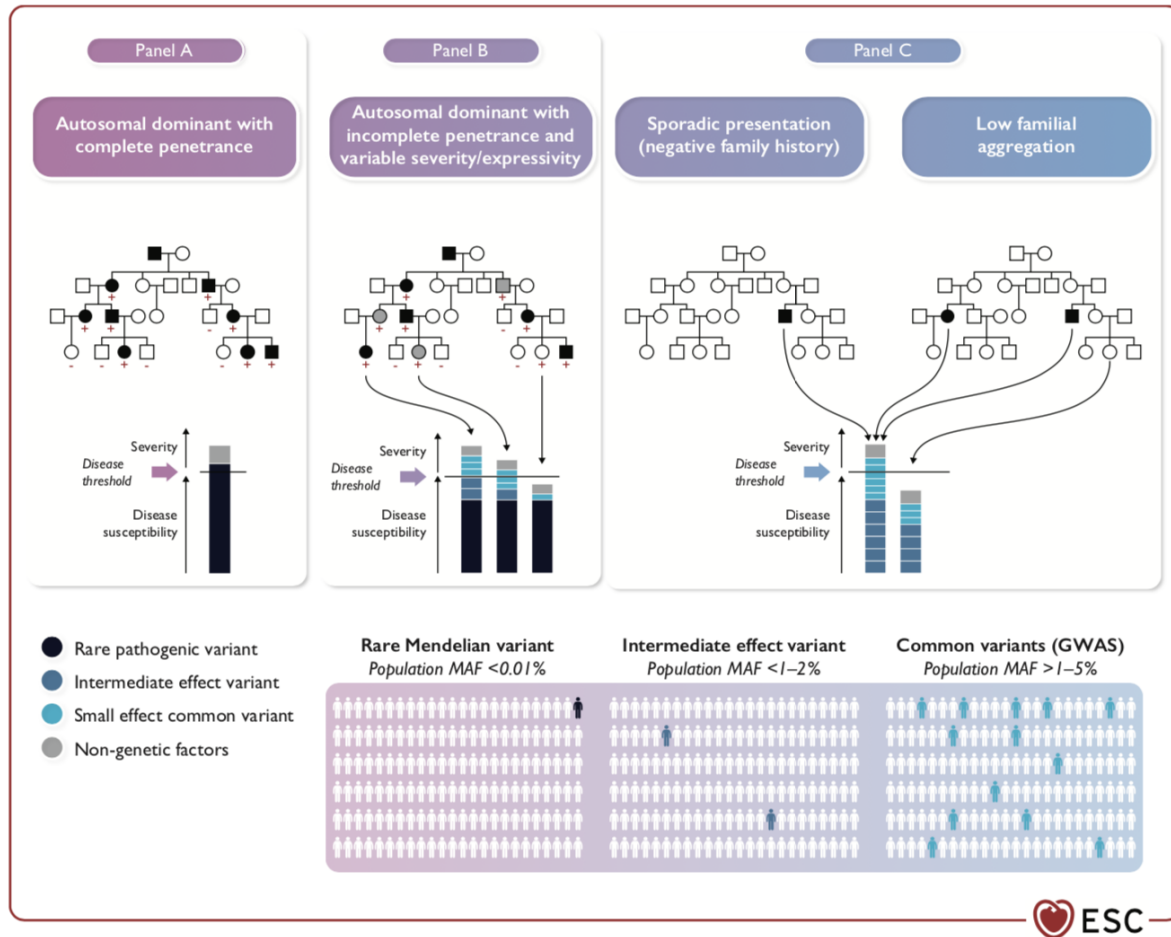 Panel A
Panel B
Panel C
Autosomal dominant with
complete penetrance
Autosomal dominant with
incomplete penetrance and
variable severity/expressivity
Sporadic presentation
(negative family history)
Low familial
aggregation
+ +
+ + - +
- - + - + +
+ +
+ + - +
+ - + - - + +
Severity
Disease
threshold
Disease
susceptibility
Severity
Disease
threshold
Disease
susceptibility
Severity
Disease
threshold
Disease
susceptibility
Rare pathogenic variant
Intermediate effect variant
Small effect common variant
Non-genetic factors
Rare Mendelian variant
Population MAF <0.01%
Intermediate effect variant
Population MAF <1–2%
Common variants (GWAS)
Population MAF >1–5%
ESC